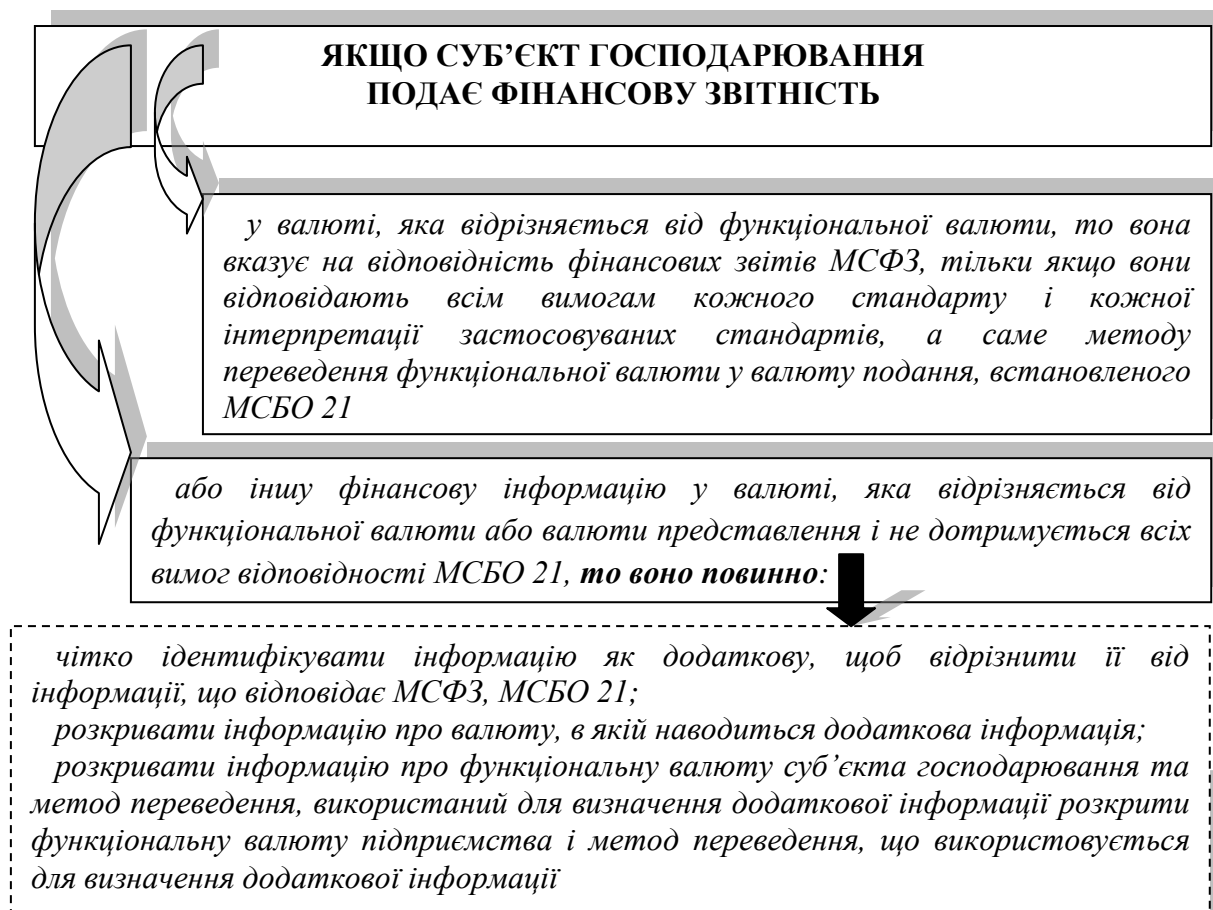 ЯКЩО СУБ’ЄКТ ГОСПОДАРЮВАННЯ
ПОДАЄ ФІНАНСОВУ ЗВІТНІСТЬ
у валюті, яка відрізняється від функціональної валюти, то вона
вказує на відповідність фінансових звітів МСФЗ, тільки якщо вони
відповідають всім вимогам кожного стандарту і кожної
інтерпретації застосовуваних стандартів, а саме методу
переведення функціональної валюти у валюту подання, встановленого
МСБО 21
або іншу фінансову інформацію у валюті, яка відрізняється від
функціональної валюти або валюти представлення і не дотримується всіх
вимог відповідності МСБО 21, то воно повинно:
чітко ідентифікувати інформацію як додаткову, щоб відрізнити її від
інформації, що відповідає МСФЗ, МСБО 21;
розкривати інформацію про валюту, в якій наводиться додаткова інформація;
розкривати інформацію про функціональну валюту суб’єкта господарювання та
метод переведення, використаний для визначення додаткової інформації розкрити
функціональну валюту підприємства і метод переведення, що використовується
для визначення додаткової інформації